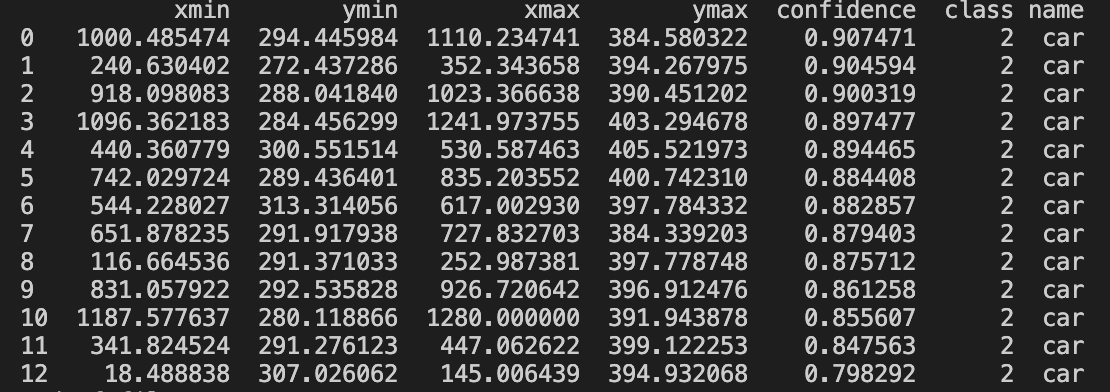 xmin ymin xmax ymax confidence class name
0 1000.485474 294.445984 1110.234741 384.580322 0.907471 2 car
1 240.630402 272.437286 352.343658 394.267975 0.904594 2 car
2 918.098083 288.041840 1023.366638 390.451202 0.900319 2 car
3 1096.362183 284.456299 1241.973755 403.294678 0.897477 2 car
4 440.360779 300.551514 530.587463 405.521973 0.894465 2 car
5 742.029724 289.436401 835.203552 400.742310 0.884408 2 car
6 544.228027 313.314056 617.002930 397.784332 0.882857 2 car
7 651.878235 291.917938 727.832703 384.339203 0.879403 2 car
8 116.664536 291.371033 252.987381 397.778748 0.875712 2 car
9 831.057922 292.535828 926.720642 396.912476 0.861258 2 car
10 1187.577637 280.118866 1280.000000 391.943878 0.855607 2 car
11 341.824524 291.276123 447.062622 399.122253 0.847563 2 car
12 18.488838 307.026062 145.006439 394.932068 0.798292 2 car